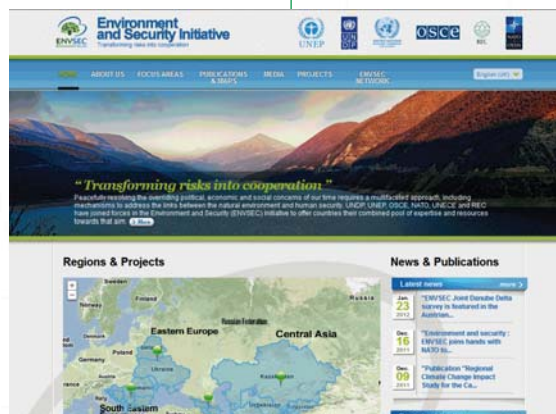 ENVSEC
Environment
and Security Initiative
Transforming risks into cooperation
UNEP
UN
DP
osce
REC
HOME
ABOUT US
FOCUS AREAS
PUBLICATIONS
& MAPS
MEDIA
PROJECTS
ENVSEC
NETWORK
English (UK)
“Transforming risks into cooperation”
Peacefully resolving the overriding political, economic and social concerns of our time requires a multifaceted approach, including
mechanisms to address the links between the natural environment and human security. UNDP, UNEP, OSCE, NATO, UNECE and REC
have joined forces in the Environment and Security (ENVSEC) Initiative to offer countries their combined pool of expertise and resources
towards that aim. More
Regions & Projects
+
-
Sweden
Norway
Finland
Russia
Russian Federation
Eastern Europe
Central Asia
Denmark
Poland
Germany
Ukraine
Kazakhstan
Austria
Italy
South Eastern
Uzbekistan
News & Publications
Latest news
more
Jan
23
2012
"ENVSEC Joint Danube Delta
survey is featured in the
Austrian...
Dec
16
2011
"Environment and security :
ENVSEC joins hands with
NATO to...
Dec
09
2011
"Publication "Regional
Climate Change Impact
Study for the Ca...